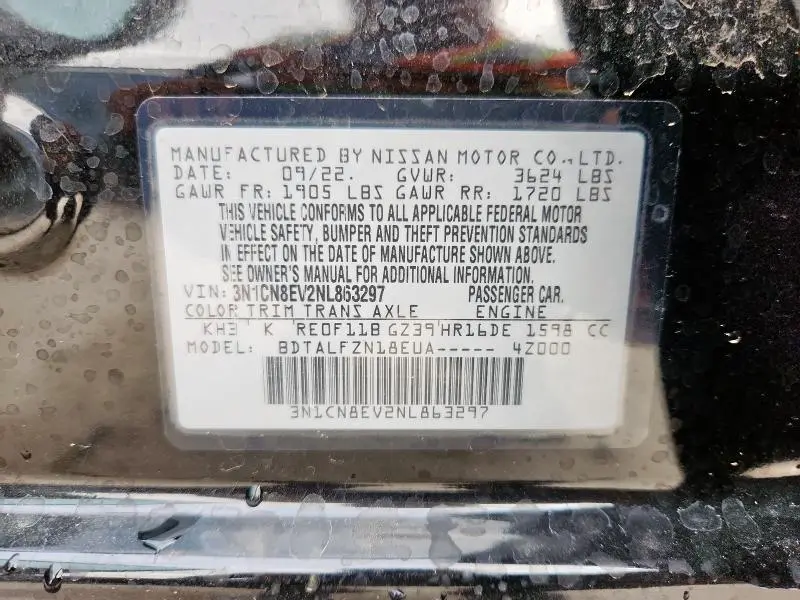 MANUFACTURED BY NISSAN MOTOR CO., LTD.
DATE: 09/22. GVWR: 3624 LBS
GAWR FR: 1905 LBS GAWR RR: 1720 LBS
THIS VEHICLE CONFORMS TO ALL APPLICABLE FEDERAL MOTOR
VEHICLE SAFETY, BUMPER AND THEFT PREVENTION STANDARDS
IN EFFECT ON THE DATE OF MANUFACTURE SHOWN ABOVE.
SEE OWNER'S MANUAL FOR ADDITIONAL INFORMATION.
VIN: 3N1CN8EV2NL863297 PASSENGER CAR.
COLOR TRIM TRANS AXLE ENGINE
KH3 K RE0F11B GZ39 HR16DE 1598 CC
MODEL: BDTALFZN18EUA----- 4Z000
3N1CN8EV2NL863297